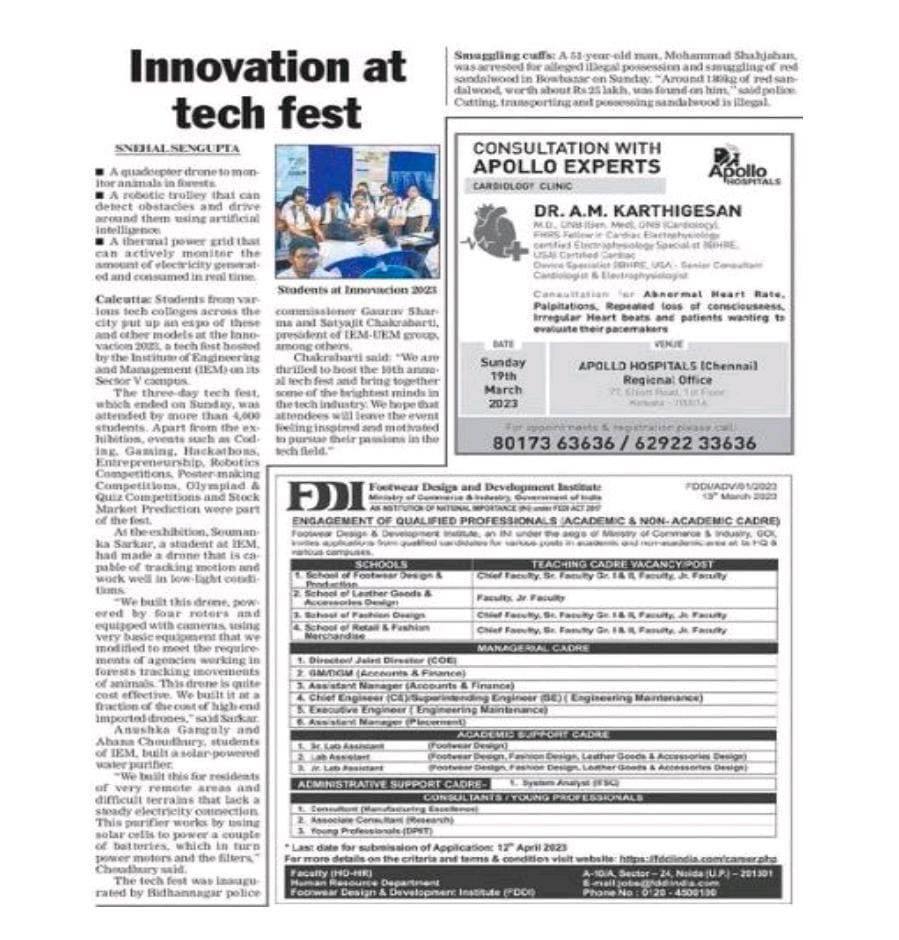 Innovation at
tech fest
SNEHAL SENGUPTA
■ A quadcopter drone to mon-
itor animals in forests.
■ A robotic trolley that can
detect obstacles and drive
around them using artificial
intelligence.
■ A thermal power grid that
can actively monitor the
amount of electricity generat-
ed and consumed in real time.
Calcutta: Students from var-
ious tech colleges across the
city put up an expo of these
and other models at the Inno-
vacion 2023, a tech fest hosted
by the Institute of Engineering
and Management (IEM) on its
Sector V campus.
The three-day tech fest,
which ended on Sunday, was
attended by more than 4,000
students. Apart from the ex-
hibition, events such as Cod-
ing, Gaming, Hackathons,
Entrepreneurship, Robotics
Competitions, Poster-making
Competitions, Olympiad &
Quiz Competitions and Stock
Market Prediction were part
of the fest.
At the exhibition, Souman-
ka Sarkar, a student at IEM,
had made a drone that is ca-
pable of tracking motion and
work well in low-light condi-
tions.
"We built this drone, pow-
ered by four rotors and
equipped with cameras, using
very basic equipment that we
modified to meet the require-
ments of agencies working in
forests tracking movements
of animals. This drone is quite
cost effective. We built it at a
fraction of the cost of high-end
imported drones," said Sarkar.
Anushka Ganguly and
Ahana Choudhury, students
of IEM, built a solar-powered
water purifier.
"We built this for residents
of very remote areas and
difficult terrains that lack a
steady electricity connection.
This purifier works by using
solar cells to power a couple
of batteries, which in turn
power motors and the filters,"
Choudhury said.
The tech fest was inaugu-
rated by Bidhannagar police
Students at Innovacion 2023
commissioner Gaurav Shar-
ma and Satyajit Chakrabarti,
president of IEM-UEM group,
among others.
Chakrabarti said: "We are
thrilled to host the 10th annu-
al tech fest and bring together
some of the brightest minds in
the tech industry. We hope that
attendees will leave the event
feeling inspired and motivated
to pursue their passions in the
tech field."
Smuggling cuffs: A 51-year-old man, Mohammad Shahjahan,
was arrested for alleged illegal possession and smuggling of red
sandalwood in Bowbazar on Sunday. "Around of red san-
dalwood, worth about Rs 25 lakh, was found on him," said police.
Cutting, transporting and possessing sandalwood is illegal.
CONSULTATION WITH
APOLLO EXPERTS
CARDIOLOGY CLINIC
Apollo
HOSPITALS
DR. A.M. KARTHIGESAN
M.D., DNB (Gen. Med), DNB (Cardiology),
FHRS Fellow in Cardiac Electrophysiology
certified Electrophysiology Specialist (IBHRE,
USA) Certified Cardiac
Device Specialist IBHRE, USA - Senior Consultant
Cardiologist & Electrophysiologist
Consultation for Abnormal Heart Rate,
Palpitations, Repeated loss of consciousness,
Irregular Heart beats and patients wanting to
evaluate their pacemakers
DATE
Sunday
19th
March
2023
VENUE
APOLLO HOSPITALS (Chennai)
Regional Office
Elliott Road, 1st Floor
Kolkata - 700016
For appointments & registration please call:
80173 63636 / 62922 33636
FDDI
Footwear Design and Development Institute
Ministry of Commerce & Industry, Government of India
AN INSTITUTION OF NATIONAL IMPORTANCE (INI) under FDDI ACT 2017
FDDI/ADV/01/2023
13th March 2023
ENGAGEMENT OF QUALIFIED PROFESSIONALS (ACADEMIC & NON- ACADEMIC CADRE)
Footwear Design & Development Institute, an INI under the aegis of Ministry of Commerce & Industry, GOI,
invites applications from qualified candidates for various posts in academic and non-academic area at its HQ &
various campuses.
SCHOOLS TEACHING CADRE VACANCY/POST
1. School of Footwear Design &
Production
Chief Faculty, Sr. Faculty Gr. I & II, Faculty, Jr. Faculty
2. School of Leather Goods &
Accessories Design
Faculty, Jr. Faculty
3. School of Fashion Design Chief Faculty, Sr. Faculty Gr. I & II, Faculty, Jr. Faculty
4. School of Retail & Fashion
Merchandise
Chief Faculty, Sr. Faculty Gr. I & II, Faculty, Jr. Faculty
MANAGERIAL CADRE
1. Director/ Joint Director (COE)
2. GM/DGM (Accounts & Finance)
3. Assistant Manager (Accounts & Finance)
4. Chief Engineer (CE)/Superintending Engineer (SE) ( Engineering Maintenance)
5. Executive Engineer ( Engineering Maintenance)
6. Assistant Manager (Placement)
ACADEMIC SUPPORT CADRE
1. Sr. Lab Assistant (Footwear Design)
2. Lab Assistant (Footwear Design, Fashion Design, Leather Goods & Accessories Design)
3. Jr. Lab Assistant (Footwear Design, Fashion Design, Leather Goods & Accessories Design)
ADMINISTRATIVE SUPPORT CADRE- 1. System Analyst (ITSC)
CONSULTANTS / YOUNG PROFESSIONALS
1. Consultant (Manufacturing Excellence)
2. Associate Consultant (Research)
3. Young Professionals (DPIIT)
* Last date for submission of Application: 12th April 2023
For more details on the criteria and terms & condition visit website: https://fddiindia.com/career.php
Faculty (HO-HR)
Human Resource Department
Footwear Design & Development Institute (FDDI)
A-10/A, Sector - 24, Noida (U.P.) - 201301
E-mail:jobs@fddiindia.com
Phone No : 0120 - 4500100